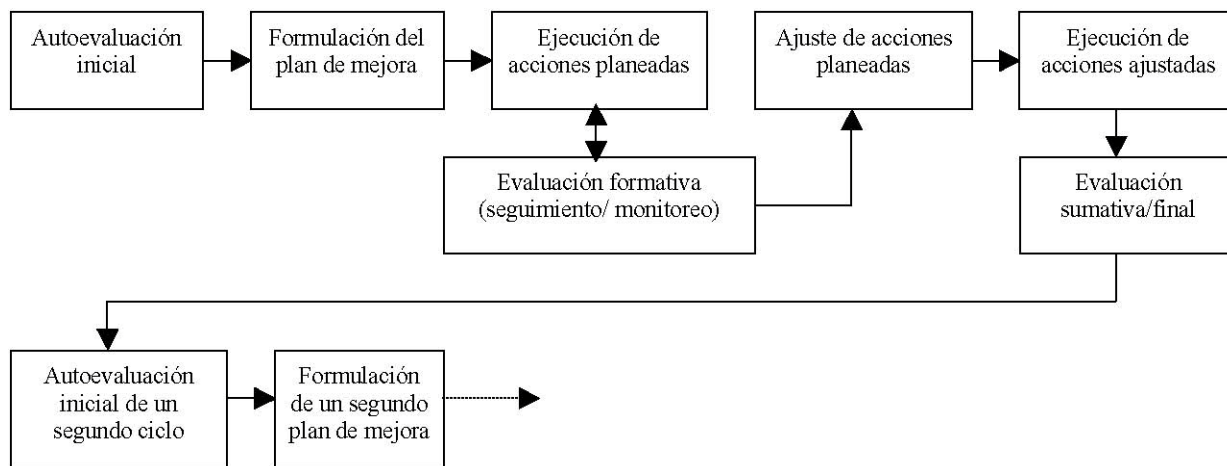 Autoevaluación
inicial
Formulación del
plan de mejora
Ejecución de
acciones planeadas
Ajuste de acciones
planeadas
Ejecución de
acciones ajustadas
Evaluación formativa
(seguimiento/ monitoreo)
Evaluación
sumativa/final
Autoevaluación
inicial de un
segundo ciclo
Formulación
de un segundo
plan de mejora